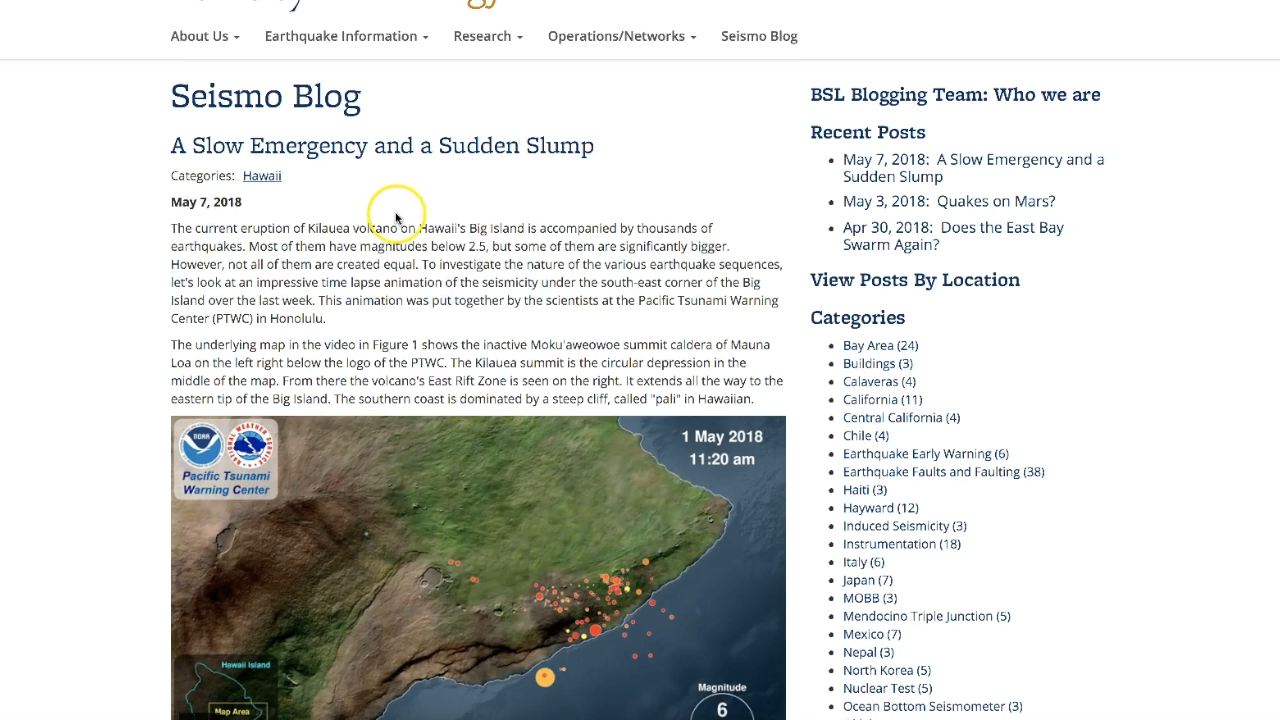 About Us
Earthquake Information
Research
Operations/Networks
Seismo Blog
Seismo Blog
A Slow Emergency and a Sudden Slump
Categories: Hawaii
May 7, 2018
The current eruption of Kilauea volcano on Hawaii's Big Island is accompanied by thousands of
earthquakes. Most of them have magnitudes below 2.5, but some of them are significantly bigger.
However, not all of them are created equal. To investigate the nature of the various earthquake sequences,
let's look at an impressive time lapse animation of the seismicity under the south-east corner of the Big
Island over the last week. This animation was put together by the scientists at the Pacific Tsunami Warning
Center (PTWC) in Honolulu.
The underlying map in the video in Figure 1 shows the inactive Moku'aweowoe summit caldera of Mauna
Loa on the left right below the logo of the PTWC. The Kilauea summit is the circular depression in the
middle of the map. From there the volcano's East Rift Zone is seen on the right. It extends all the way to the
eastern tip of the Big Island. The southern coast is dominated by a steep cliff, called "pali" in Hawaiian.
NOAA
Pacific Tsunami
Warning Center
1 May 2018
11:20 am
Hawaii Island
Map Area
Magnitude
6
BSL Blogging Team: Who we are
Recent Posts
May 7, 2018: A Slow Emergency and a
Sudden Slump
May 3, 2018: Quakes on Mars?
Apr 30, 2018: Does the East Bay
Swarm Again?
View Posts By Location
Categories
Bay Area (24)
Buildings (3)
Calaveras (4)
California (11)
Central California (4)
Chile (4)
Earthquake Early Warning (6)
Earthquake Faults and Faulting (38)
Haiti (3)
Hayward (12)
Induced Seismicity (3)
Instrumentation (18)
Italy (6)
Japan (7)
MOBB (3)
Mendocino Triple Junction (5)
Mexico (7)
Nepal (3)
North Korea (5)
Nuclear Test (5)
Ocean Bottom Seismometer (3)